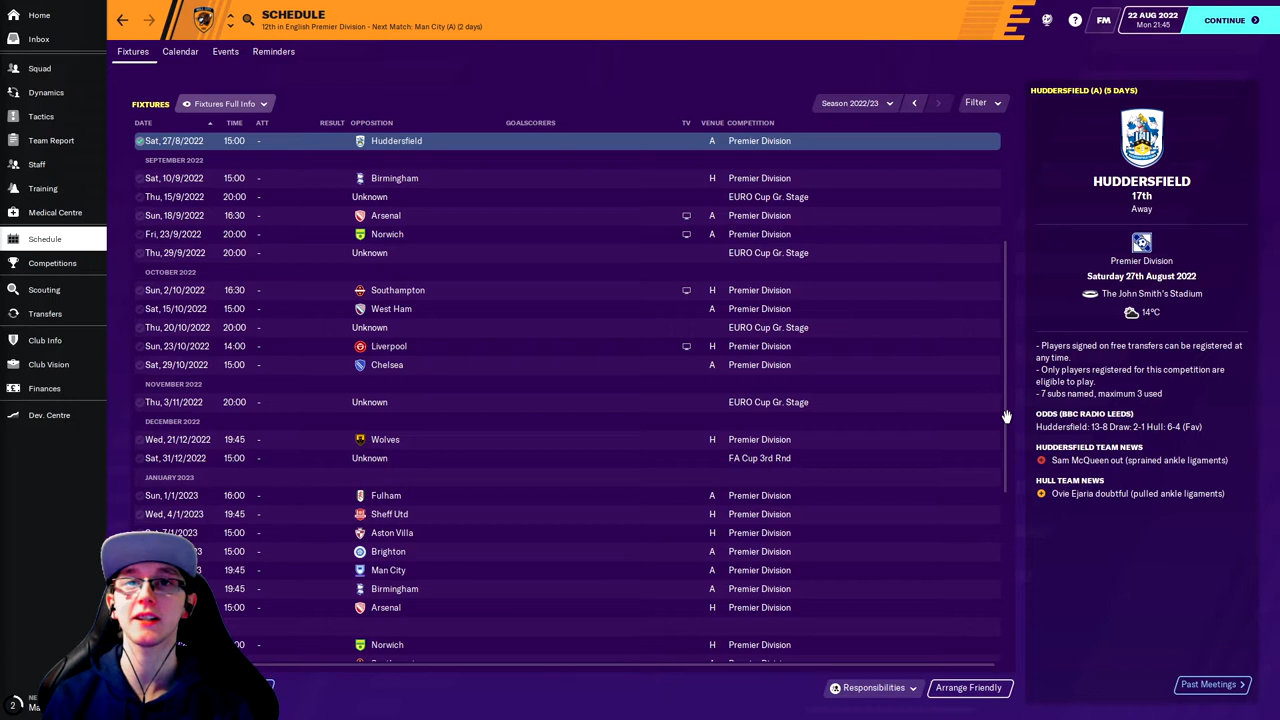 Home
Inbox
Squad
Dynamics
Tactics
Team Report
Staff
Training
Medical Centre
Schedule
Competitions
Scouting
Transfers
Club Info
Club Vision
Finances
Dev. Centre
2
SCHEDULE
12th in English Premier Division - Next Match: Man City (A) (2 days)
?
FM
22 AUG 2022
Mon 21:45
CONTINUE
Fixtures Calendar Events Reminders
FIXTURES Fixtures Full Info Season 2022/23 Filter
DATE TIME ATT RESULT OPPOSITION GOALSCORERS TV VENUE COMPETITION
Sat, 27/8/2022 15:00 - Huddersfield A Premier Division
SEPTEMBER 2022
Sat, 10/9/2022 15:00 - Birmingham H Premier Division
Thu, 15/9/2022 20:00 - Unknown EURO Cup Gr. Stage
Sun, 18/9/2022 16:30 - Arsenal A Premier Division
Fri, 23/9/2022 20:00 - Norwich A Premier Division
Thu, 29/9/2022 20:00 - Unknown EURO Cup Gr. Stage
OCTOBER 2022
Sun, 2/10/2022 16:30 - Southampton H Premier Division
Sat, 15/10/2022 15:00 - West Ham A Premier Division
Thu, 20/10/2022 20:00 - Unknown EURO Cup Gr. Stage
Sun, 23/10/2022 14:00 - Liverpool H Premier Division
Sat, 29/10/2022 15:00 - Chelsea A Premier Division
NOVEMBER 2022
Thu, 3/11/2022 20:00 - Unknown EURO Cup Gr. Stage
DECEMBER 2022
Wed, 21/12/2022 19:45 - Wolves H Premier Division
Sat, 31/12/2022 15:00 - Unknown FA Cup 3rd Rnd
JANUARY 2023
Sun, 1/1/2023 16:00 - Fulham A Premier Division
Wed, 4/1/2023 19:45 - Sheff Utd H Premier Division
15:00 - Aston Villa H Premier Division
15:00 - Brighton A Premier Division
19:45 - Man City A Premier Division
19:45 - Birmingham A Premier Division
15:00 - Arsenal H Premier Division
- Norwich H Premier Division
Responsibilities Arrange Friendly
HUDDERSFIELD (A) (5 DAYS)
HUDDERSFIELD
17th
Away
Premier Division
Saturday 27th August 2022
The John Smith's Stadium
14°C
- Players signed on free transfers can be registered at
any time.
- Only players registered for this competition are
eligible to play.
- 7 subs named, maximum 3 used
ODDS (BBC RADIO LEEDS)
Huddersfield: 13-8 Draw: 2-1 Hull: 6-4 (Fav)
HUDDERSFIELD TEAM NEWS
Sam McQueen out (sprained ankle ligaments)
HULL TEAM NEWS
Ovie Ejaria doubtful (pulled ankle ligaments)
Past Meetings